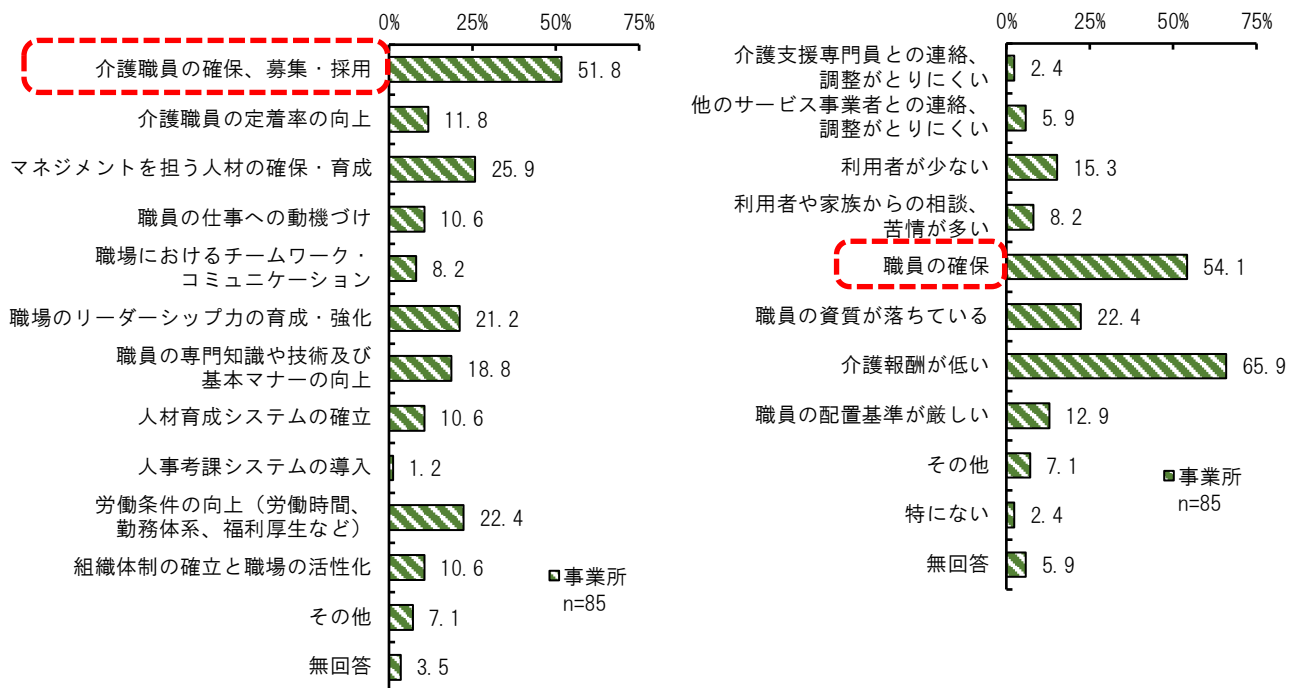 0%
25%
50%
75%
介護職員の確保、募集・採用
51.8
介護職員の定着率の向上
11.8
マネジメントを担う人材の確保・育成
25.9
職員の仕事への動機づけ
10.6
職場におけるチームワーク・
コミュニケーション
8.2
職場のリーダーシップ力の育成・強化
21.2
職員の専門知識や技術及び
基本マナーの向上
18.8
人材育成システムの確立
10.6
人事考課システムの導入
1.2
労働条件の向上（労働時間、
勤務体系、福利厚生など）
22.4
組織体制の確立と職場の活性化
10.6
その他
7.1
無回答
3.5
事業所
n=85
0%
25%
50%
75%
介護支援専門員との連絡、
調整がとりにくい
2.4
他のサービス事業者との連絡、
調整がとりにくい
5.9
利用者が少ない
15.3
利用者や家族からの相談、
苦情が多い
8.2
職員の確保
54.1
職員の資質が落ちている
22.4
介護報酬が低い
65.9
職員の配置基準が厳しい
12.9
その他
7.1
特にない
2.4
無回答
5.9
事業所
n=85